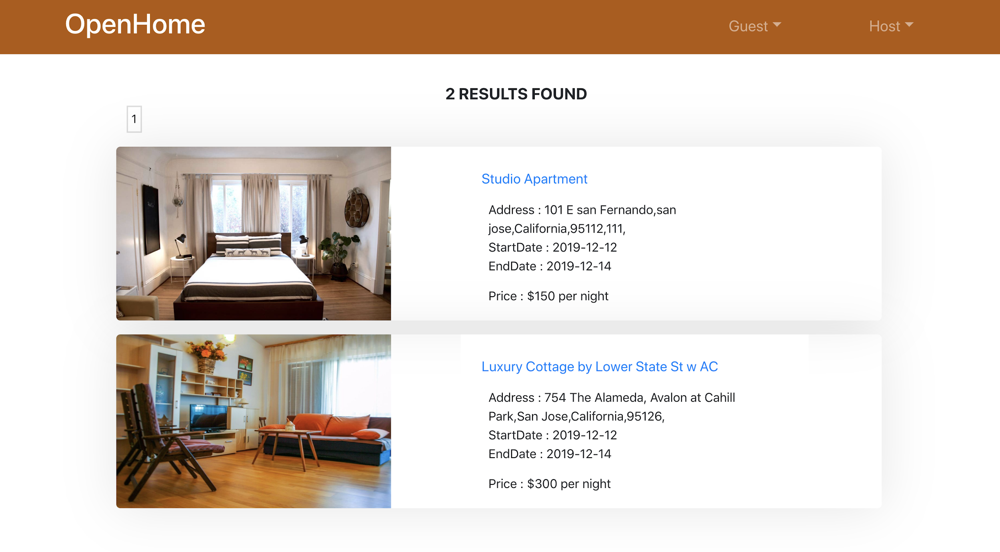 OpenHome
Guest
Host
2 RESULTS FOUND
1
Studio Apartment
Address : 101 E san Fernando,san
jose,California,95112,111,
StartDate : 2019-12-12
EndDate : 2019-12-14
Price : $150 per night
Luxury Cottage by Lower State St w AC
Address : 754 The Alameda, Avalon at Cahill
Park,San Jose,California,95126,
StartDate : 2019-12-12
EndDate : 2019-12-14
Price : $300 per night